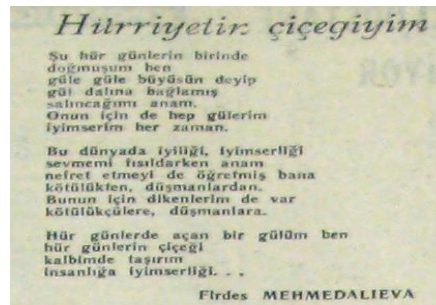 Hürriyetin çiçeğiyim
Şu hür günlerin birinde
doğmuşum ben
güle güle büyüsün deyip
gül dalına bağlamış
salıncağımı anam.
Onun için de hep gülerim
iyimserim her zaman.
Bu dünyada iyiliği, iyimserliği
sevmemi fısıldarken anam
nefret etmeyi de öğretmiş bana
kötülükten, düşmanlardan.
Bunun için dikenlerim de var
kötülükçülere, düşmanlara.
Hür günlerde açan bir gülüm ben
hür günlerin çiçeği
kalbimde taşırım
insanlığa iyimserliği. . .
Firdes MEHMEDALIEVA